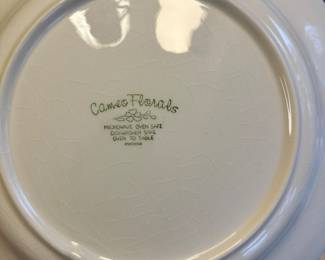 Cameo Florals
MICROWAVE OVEN SAFE
DISHWASHER SAFE
OVEN TO TABLE